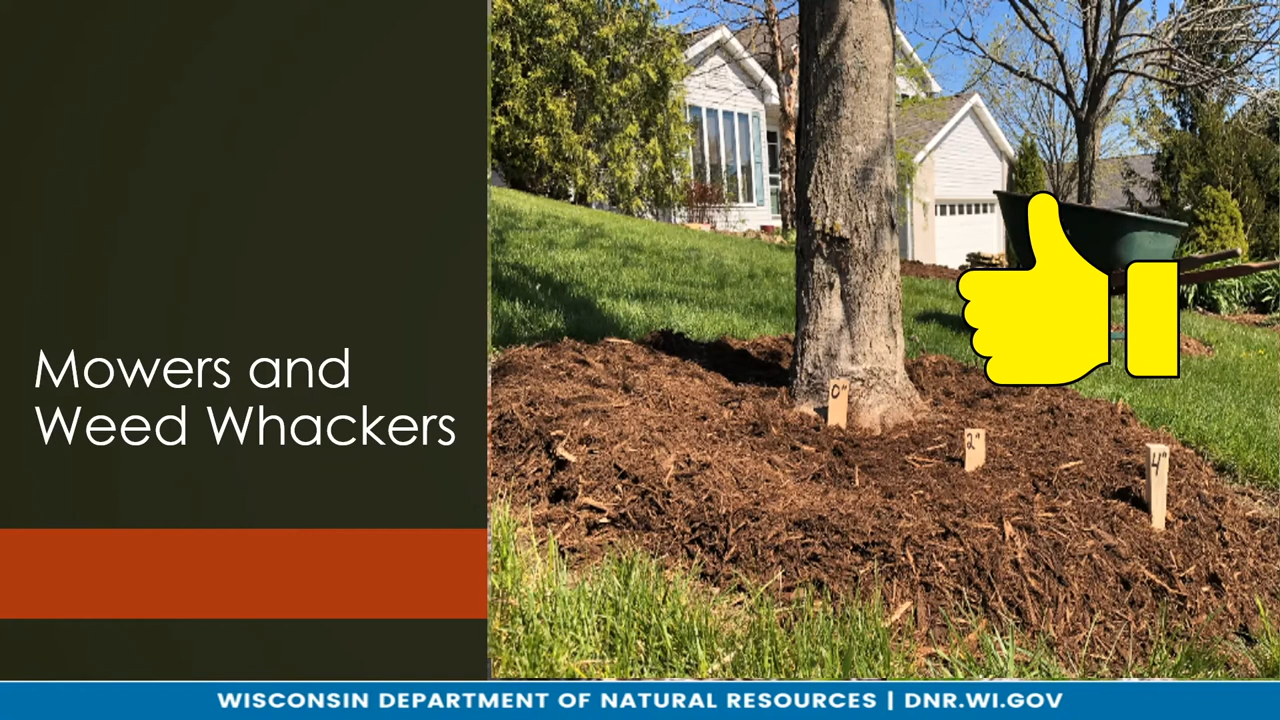 Mowers and
Weed Whackers
0"
2"
4"
WISCONSIN DEPARTMENT OF NATURAL RESOURCES | DNR.WI.GOV